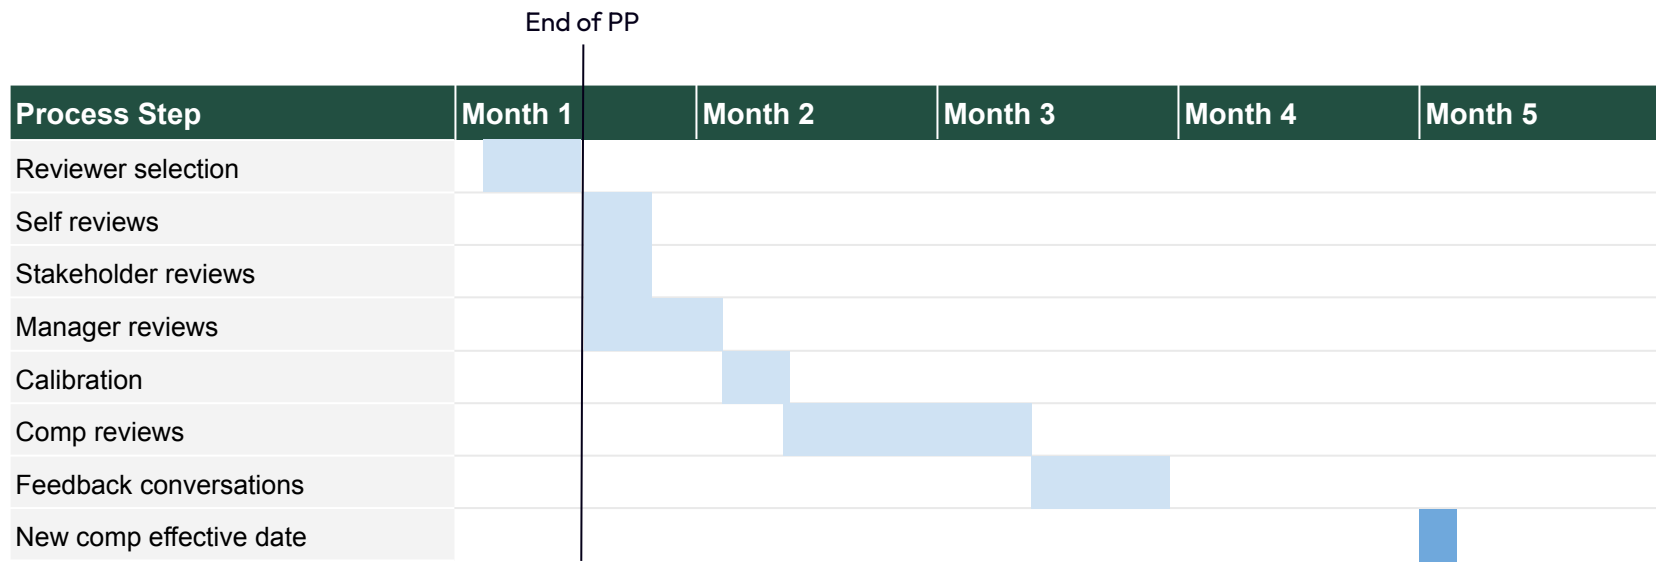 End of PP
Process Step Month 1 Month 2 Month 3 Month 4 Month 5
Reviewer selection
Self reviews
Stakeholder reviews
Manager reviews
Calibration
Comp reviews
Feedback conversations
New comp effective date